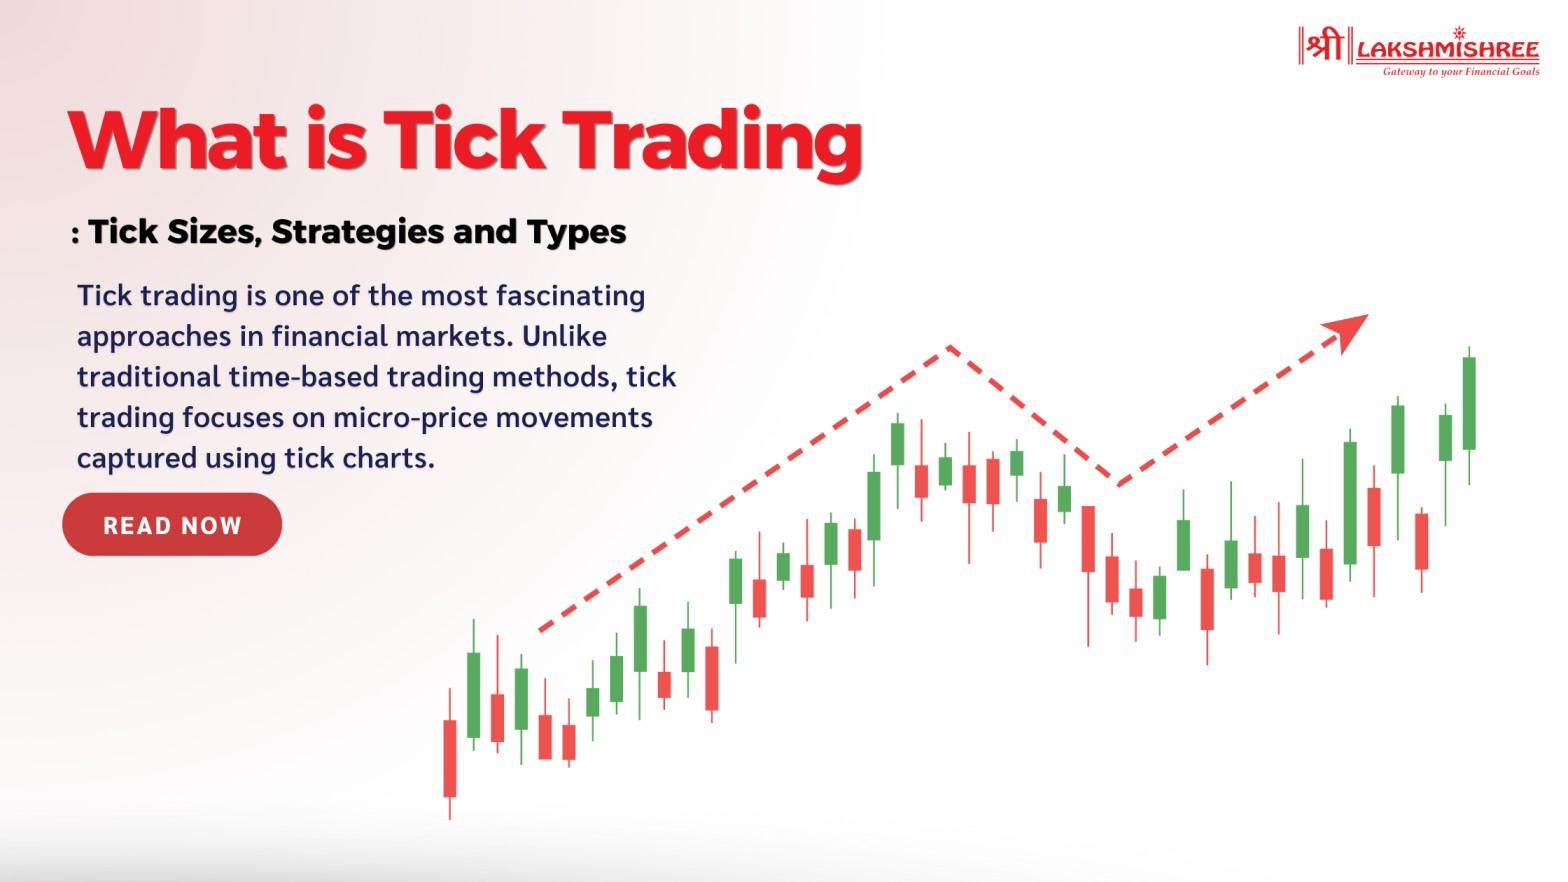 || श्री || LAKSHMISHREE
Gateway to your Financial Goals
What is Tick Trading
: Tick Sizes, Strategies and Types
Tick trading is one of the most fascinating
approaches in financial markets. Unlike
traditional time-based trading methods, tick
trading focuses on micro-price movements
captured using tick charts.
READ NOW